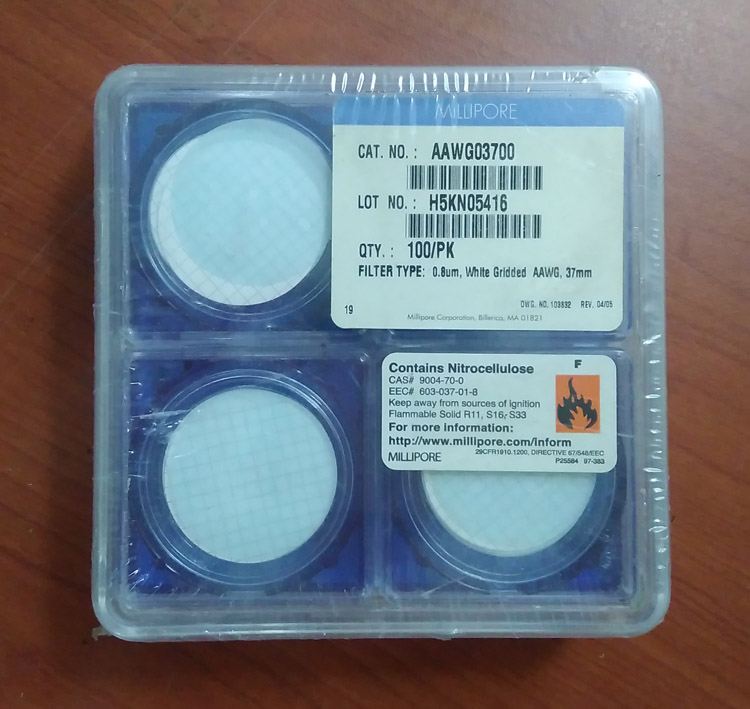 MILLIPORE
CAT. NO. : AAWG03700
LOT NO. : H5KN05416
QTY. : 100/PK
FILTER TYPE: 0.8um, White Gridded AAWG, 37mm
19
DWG. NO. 103832 REV. 04/05
Millipore Corporation, Billerica, MA 01821
Contains Nitrocellulose
F
CAS# 9004-70-0
EEC# 603-037-01-8
Keep away from sources of ignition
Flammable Solid R11, S16, S33
For more information:
http://www.millipore.com/inform
MILLIPORE
29CFR1910.1200, DIRECTIVE 67/548/EEC
P25584 97-383